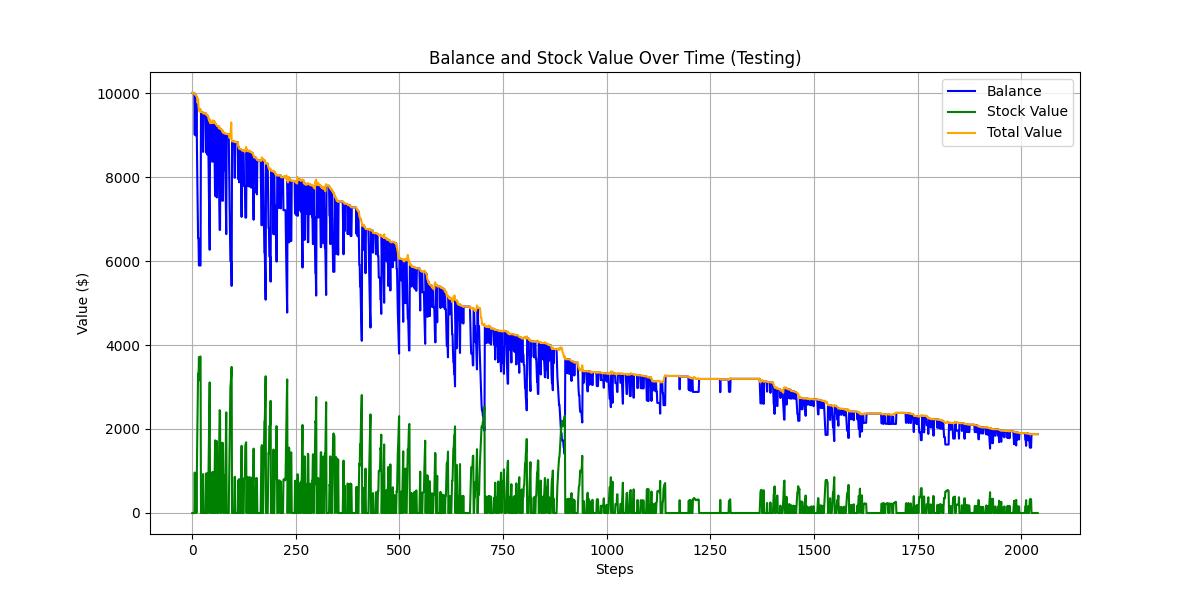 Balance and Stock Value Over Time (Testing)
Balance
Stock Value
Total Value
Value ($)
10000
8000
6000
4000
2000
0
0 250 500 750 1000 1250 1500 1750 2000
Steps